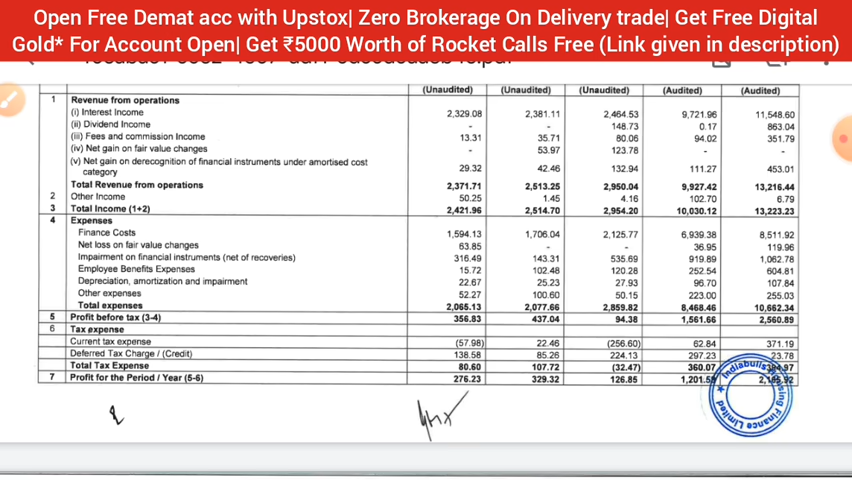 Open Free Demat acc with Upstox| Zero Brokerage On Delivery trade| Get Free Digital
Gold* For Account Open| Get ₹5000 Worth of Rocket Calls Free (Link given in description)
(Unaudited) (Unaudited) (Unaudited) (Audited) (Audited)
1 Revenue from operations
(i) Interest Income 2,329.08 2,381.11 2,464.53 9,721.96 11,548.60
(ii) Dividend Income - - 148.73 0.17 863.04
(iii) Fees and commission Income 13.31 35.71 80.06 94.02 351.79
(iv) Net gain on fair value changes - 53.97 123.78 - -
(v) Net gain on derecognition of financial instruments under amortised cost
category 29.32 42.46 132.94 111.27 453.01
Total Revenue from operations 2,371.71 2,513.25 2,950.04 9,927.42 13,216.44
2 Other Income 50.25 1.45 4.16 102.70 6.79
3 Total Income (1+2) 2,421.96 2,514.70 2,954.20 10,030.12 13,223.23
4 Expenses
Finance Costs 1,594.13 1,706.04 2,125.77 6,939.38 8,511.92
Net loss on fair value changes 63.85 - - 36.95 119.96
Impairment on financial instruments (net of recoveries) 316.49 143.31 535.69 919.89 1,062.78
Employee Benefits Expenses 15.72 102.48 120.28 252.54 604.81
Depreciation, amortization and impairment 22.67 25.23 27.93 96.70 107.84
Other expenses 52.27 100.60 50.15 223.00 255.03
Total expenses 2,065.13 2,077.66 2,859.82 8,468.46 10,662.34
5 Profit before tax (3-4) 356.83 437.04 94.38 1,561.66 2,560.89
6 Tax expense
Current tax expense (57.98) 22.46 (256.60) 62.84 371.19
Deferred Tax Charge / (Credit) 138.58 85.26 224.13 297.23 23.78
Total Tax Expense 80.60 107.72 (32.47) 360.07
7 Profit for the Period / Year (5-6) 276.23 329.32 126.85
Indiabulls Housing Finance Limited